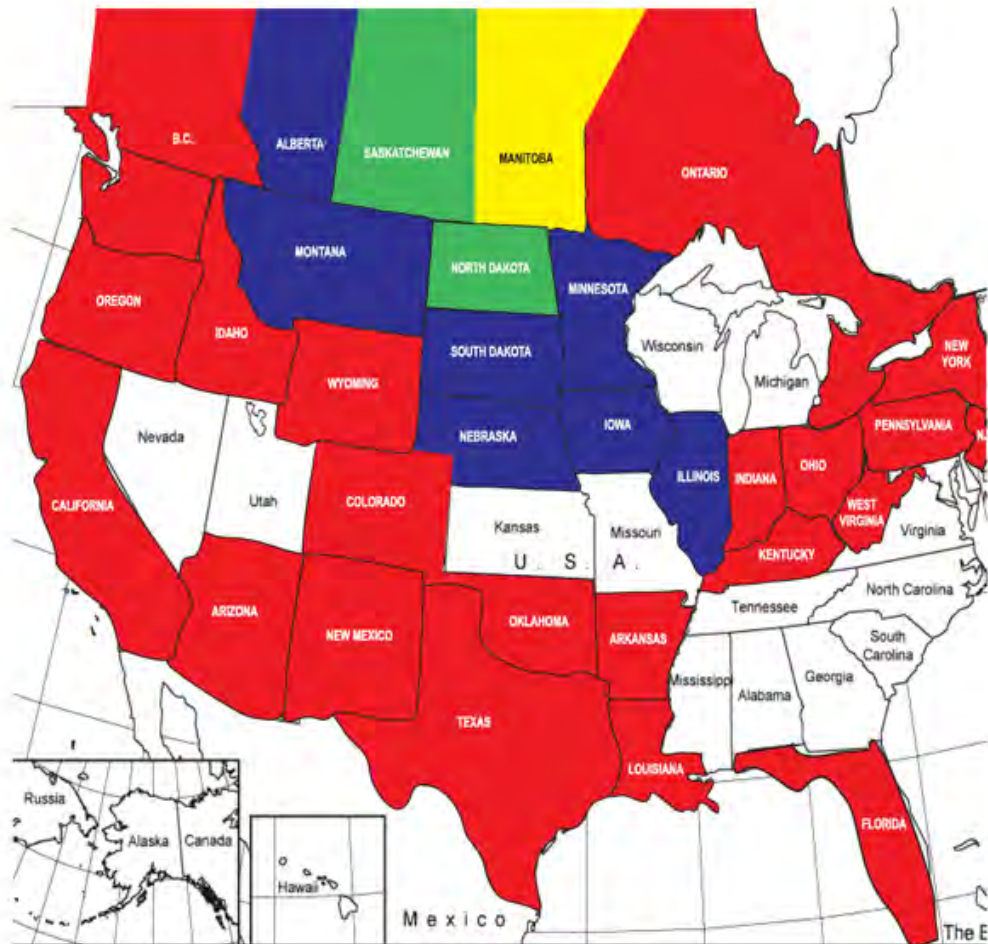 B.C.
ALBERTA
SASKATCHEWAN
MANITOBA
ONTARIO
MONTANA
NORTH DAKOTA
MINNESOTA
OREGON
IDAHO
WYOMING
SOUTH DAKOTA
Wisconsin
Michigan
NEW
YORK
NEBRASKA
IOWA
ILLINOIS
INDIANA
OHIO
PENNSYLVANIA
Nevada
Utah
COLORADO
CALIFORNIA
Kansas
Missouri
U. S. A.
WEST
VIRGINIA
Virginia
KENTUCKY
ARIZONA
NEW MEXICO
OKLAHOMA
ARKANSAS
Tennessee
North Carolina
South
Carolina
Mississippi
Alabama
Georgia
TEXAS
LOUISIANA
FLORIDA
Russia
Alaska
Canada
Hawaii
Mexico
The